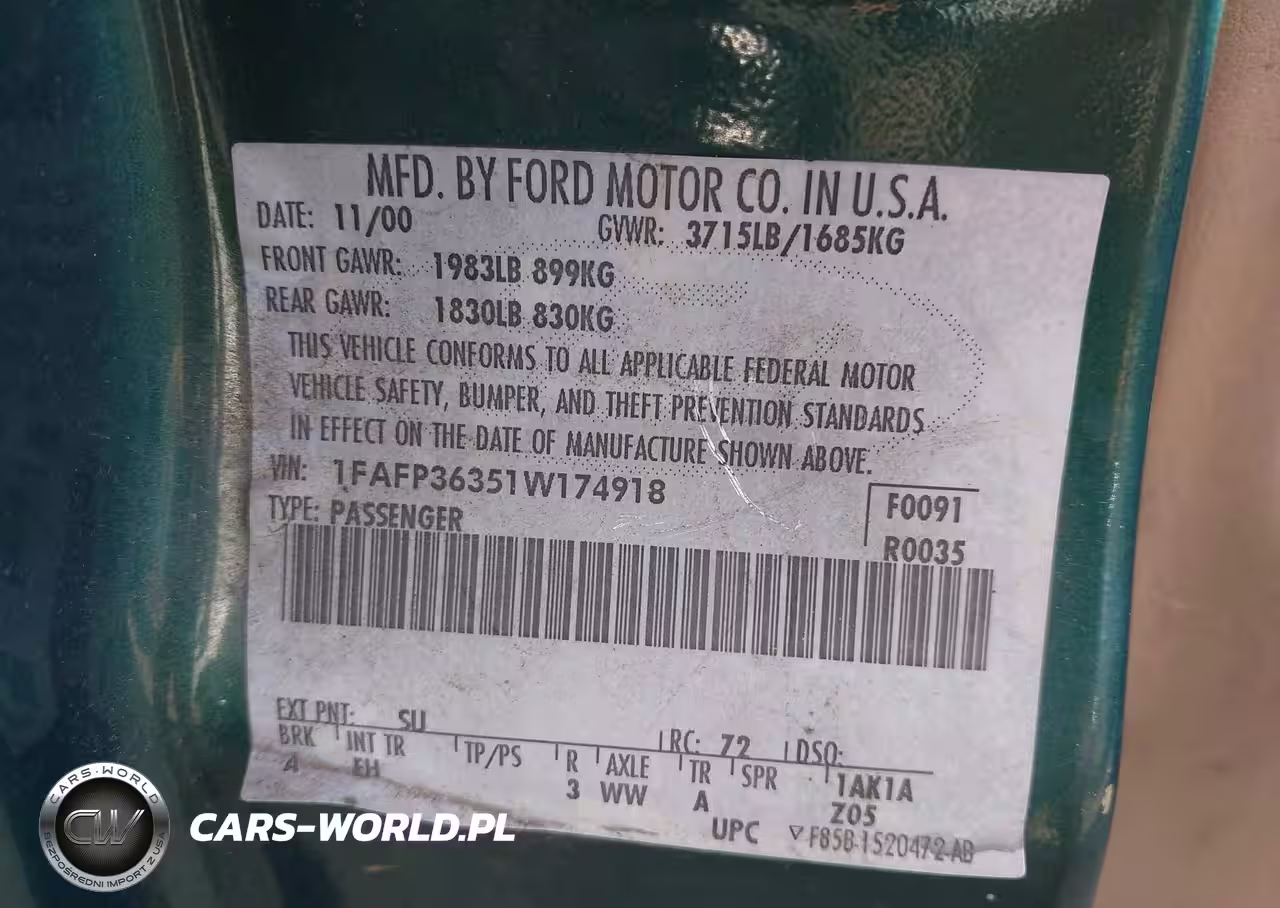 MFD. BY FORD MOTOR CO. IN U.S.A.
DATE: 11/00 GVWR: 3715LB/1685KG
FRONT GAWR: 1983LB 899KG
REAR GAWR: 1830LB 830KG
THIS VEHICLE CONFORMS TO ALL APPLICABLE FEDERAL MOTOR
VEHICLE SAFETY, BUMPER, AND THEFT PREVENTION STANDARDS
IN EFFECT ON THE DATE OF MANUFACTURE SHOWN ABOVE.
VIN: 1FAFP36351W174918
TYPE: PASSENGER
F0091
R0035
EXT PNT: SU RC: 72 DSO:
BRK INT TR TP/PS R AXLE TR SPR
A EH 3 WW A 1AK1A
Z05
UPC F85B-1520472-AB
CARS-WORLD
CW
BEZPOŚREDNI IMPORT Z USA
CARS-WORLD.PL